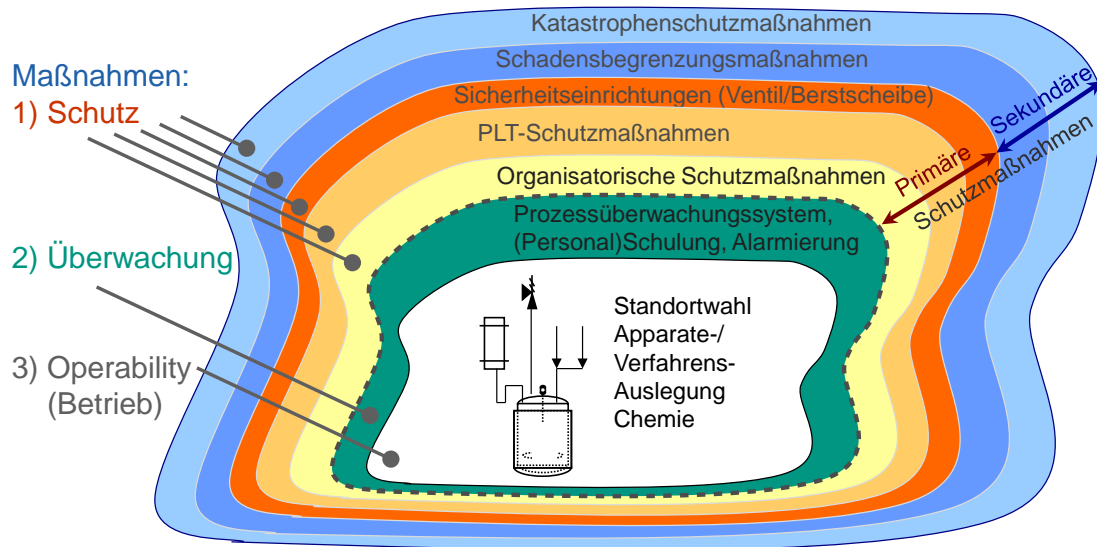 Katastrophenschutzmaßnahmen
Schadensbegrenzungsmaßnahmen
Maßnahmen:
1) Schutz
Sicherheitseinrichtungen (Ventil/Berstscheibe)
PLT-Schutzmaßnahmen
Organisatorische Schutzmaßnahmen
Primäre
Sekundäre
Schutzmaßnahmen
Prozessüberwachungssystem,
(Personal)Schulung, Alarmierung
2) Überwachung
Standortwahl
Apparate-/
Verfahrens-
Auslegung
Chemie
3) Operability
(Betrieb)